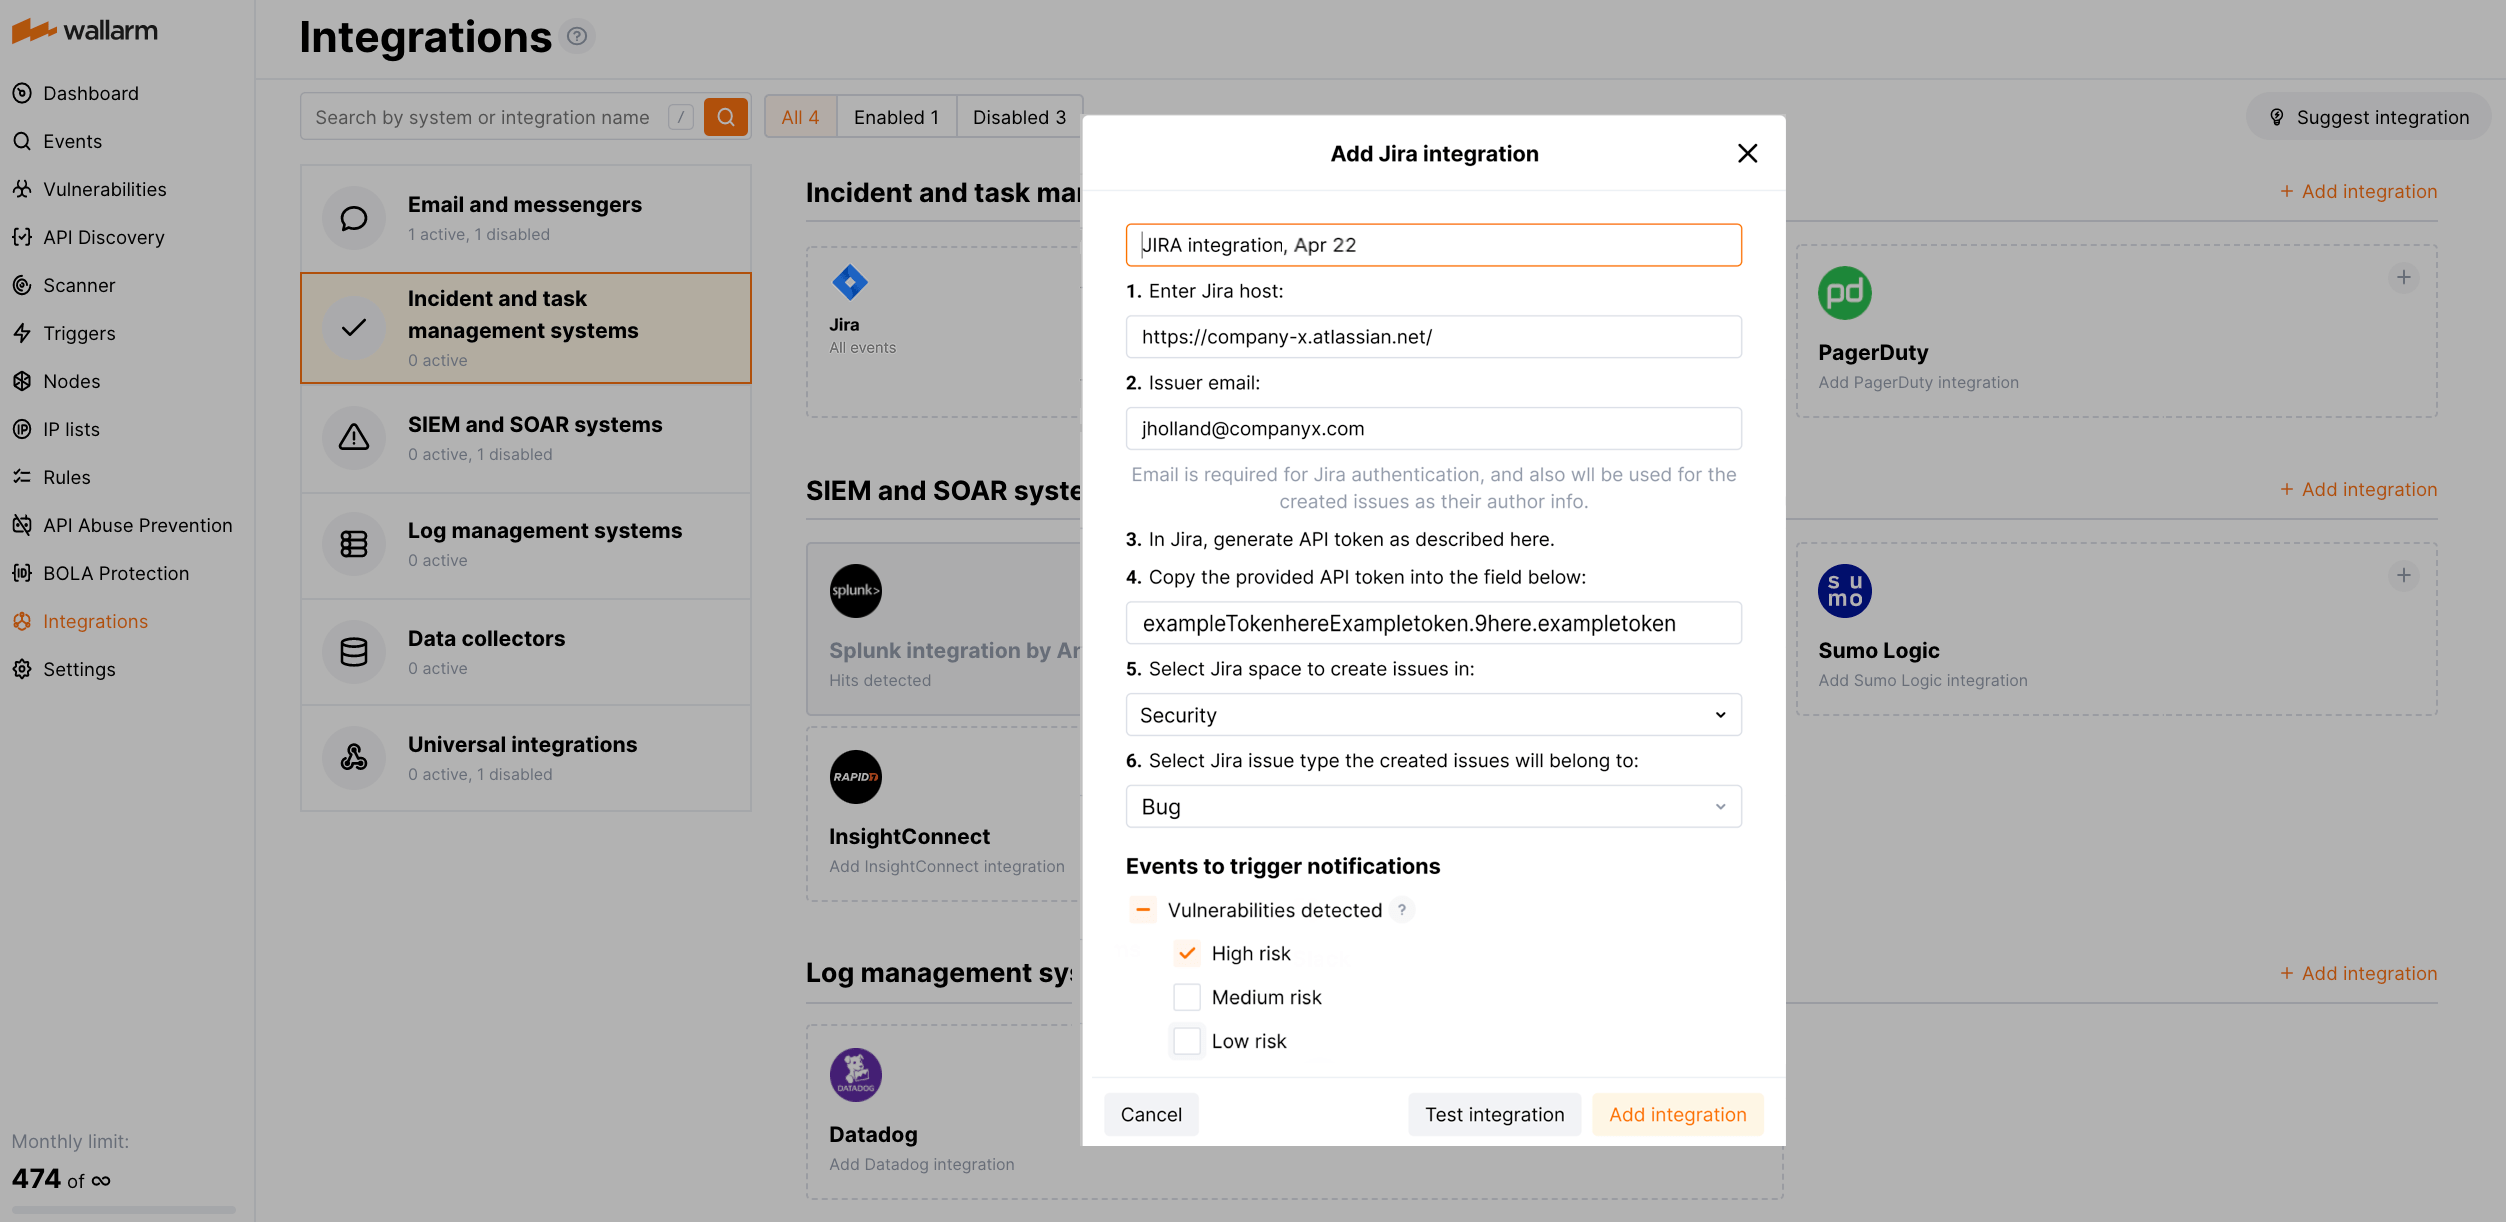 wallarm
Dashboard
Events
Vulnerabilities
API Discovery
Scanner
Triggers
Nodes
IP lists
Rules
API Abuse Prevention
BOLA Protection
Integrations
Settings
Monthly limit:
474 of ∞
Integrations ?
Search by system or integration name /
All 4 Enabled 1 Disabled 3
Suggest integration
Email and messengers
1 active, 1 disabled
Incident and task
management systems
0 active
SIEM and SOAR systems
0 active, 1 disabled
Log management systems
0 active
Data collectors
0 active
Universal integrations
0 active, 1 disabled
Incident and task ma
+ Add integration
Jira
All events
pd
PagerDuty
Add PagerDuty integration
SIEM and SOAR syste
+ Add integration
splunk>
Splunk integration by Ar
Hits detected
sumo
Sumo Logic
Add Sumo Logic integration
RAPID7
InsightConnect
Add InsightConnect integration
Log management sys
+ Add integration
DATADOG
Datadog
Add Datadog integration
Add Jira integration
JIRA integration, Apr 22
1. Enter Jira host:
https://company-x.atlassian.net/
2. Issuer email:
jholland@companyx.com
Email is required for Jira authentication, and also wll be used for the
created issues as their author info.
3. In Jira, generate API token as described here.
4. Copy the provided API token into the field below:
exampleTokenhereExampletoken.9here.exampletoken
5. Select Jira space to create issues in:
Security
6. Select Jira issue type the created issues will belong to:
Bug
Events to trigger notifications
Vulnerabilities detected ?
High risk
Medium risk
Low risk
Cancel
Test integration
Add integration